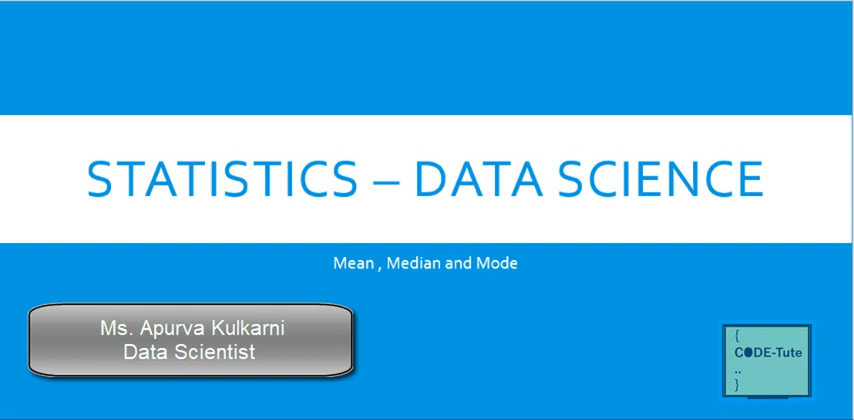 STATISTICS – DATA SCIENCE
Mean , Median and Mode
Ms. Apurva Kulkarni
Data Scientist
{
CODE-Tute
..
}